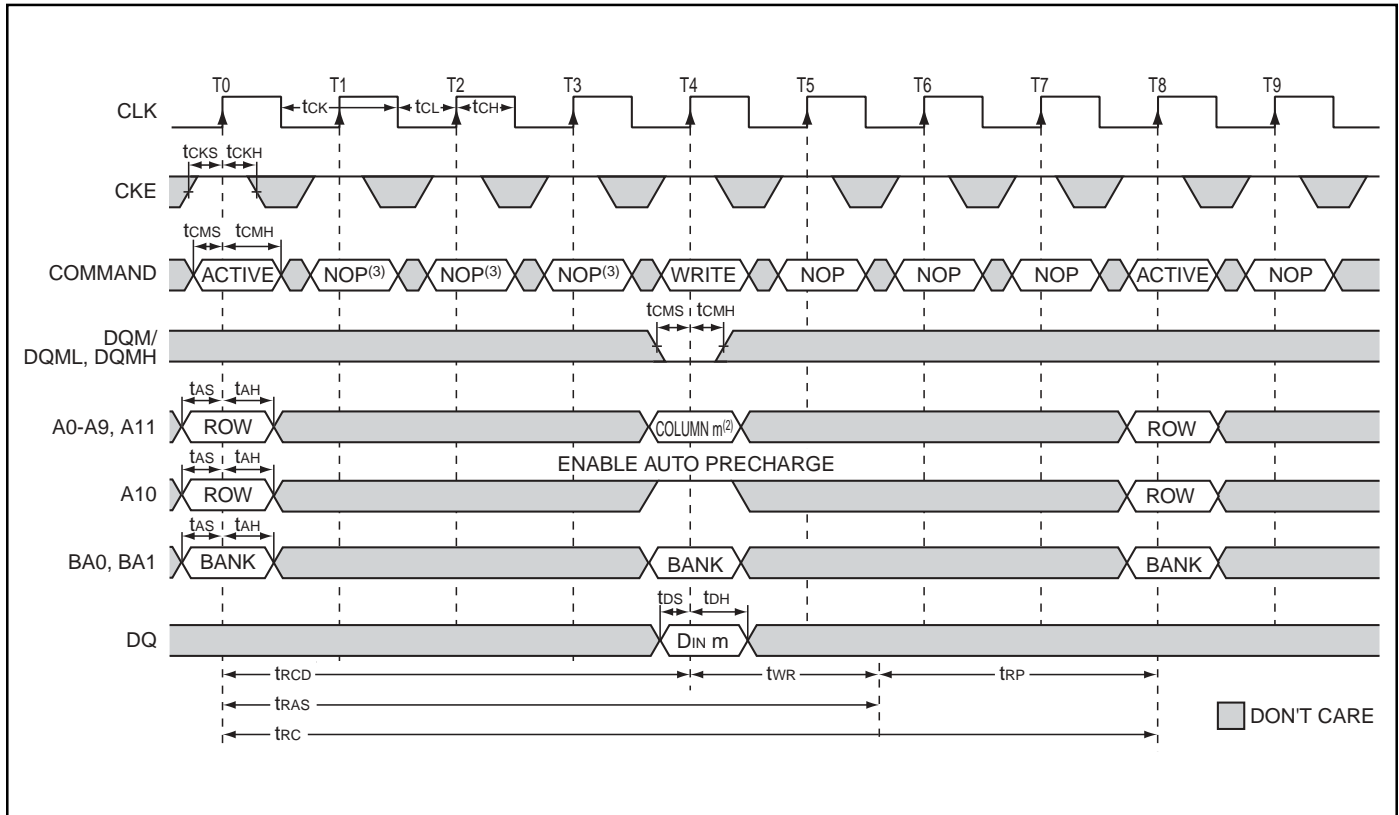 T0 T1 T2 T3 T4 T5 T6 T7 T8 T9
CLK tCK tCL tCH
tCKS tCKH
CKE
tCMS tCMH
COMMAND ACTIVE NOP(3) NOP(3) NOP(3) WRITE NOP NOP NOP ACTIVE NOP
tCMS tCMH
DQM/
DQML, DQMH
tAS tAH
A0-A9, A11 ROW COLUMN m(2) ROW
tAS tAH ENABLE AUTO PRECHARGE
A10 ROW ROW
tAS tAH
BA0, BA1 BANK BANK BANK
tDS tDH
DQ DIN m
tRCD tWR tRP
tRAS
DON'T CARE
tRC